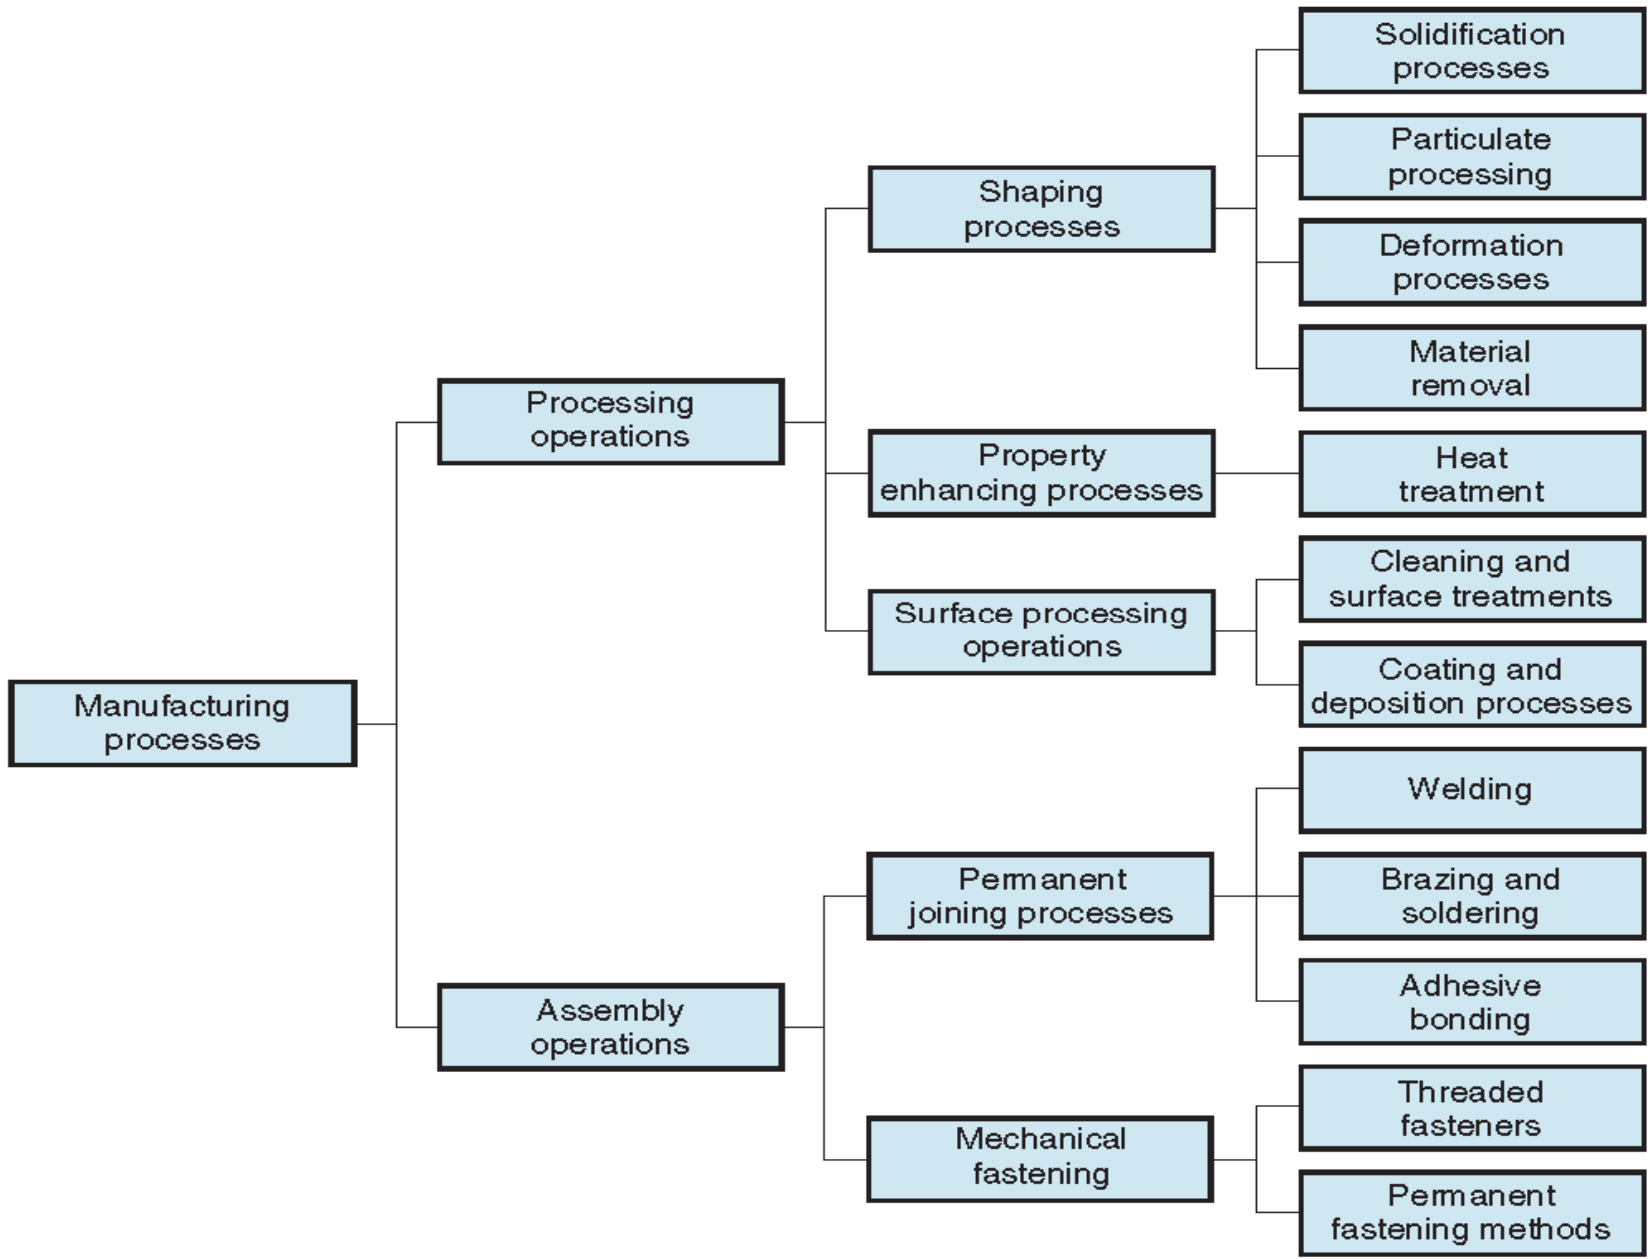 Solidification
processes
Particulate
processing
Shaping
processes
Deformation
processes
Material
removal
Processing
operations
Property
enhancing processes
Heat
treatment
Cleaning and
surface treatments
Surface processing
operations
Coating and
deposition processes
Manufacturing
processes
Welding
Permanent
joining processes
Brazing and
soldering
Adhesive
bonding
Assembly
operations
Threaded
fasteners
Mechanical
fastening
Permanent
fastening methods